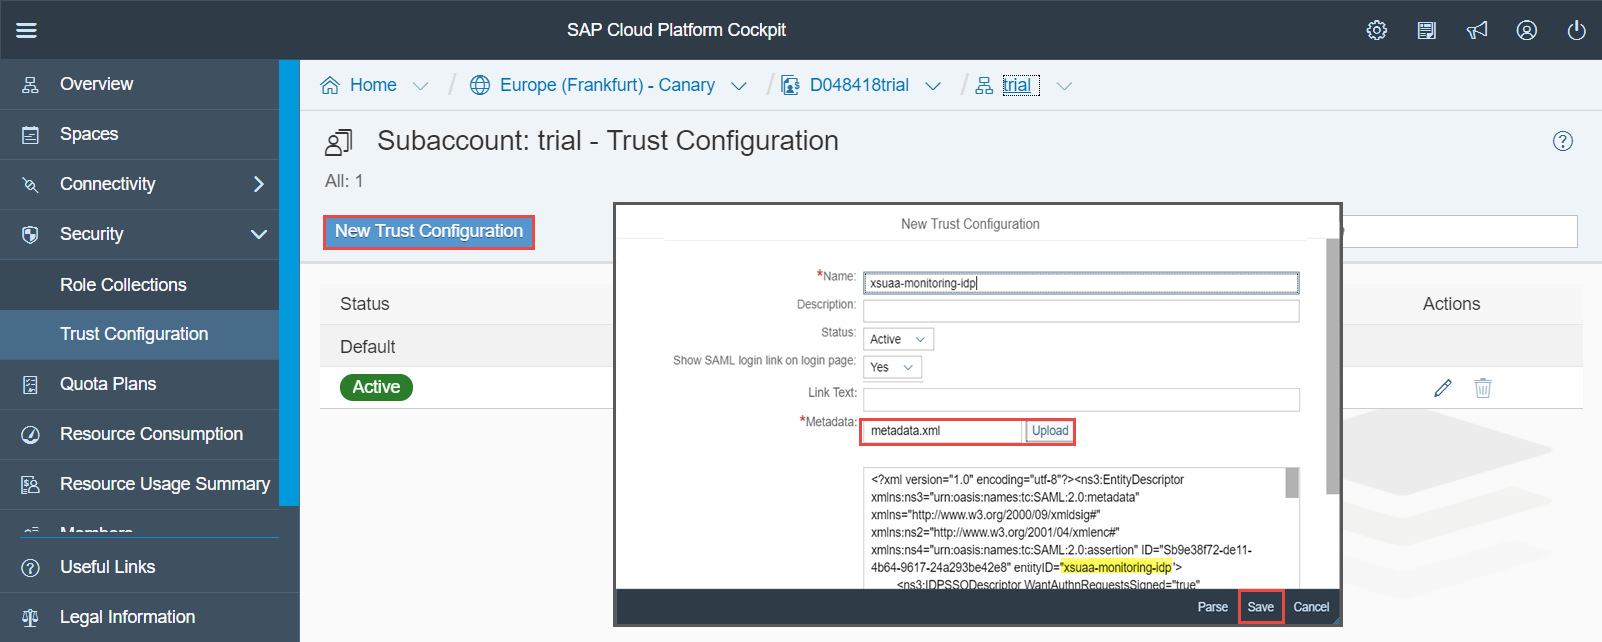 SAP Cloud Platform Cockpit
Overview
Spaces
Connectivity
Security
Role Collections
Trust Configuration
Quota Plans
Resource Consumption
Resource Usage Summary
Members
Useful Links
Legal Information
Home / Europe (Frankfurt) - Canary / D048418trial / trial
Subaccount: trial - Trust Configuration
All: 1
New Trust Configuration
Status
Actions
Default
Active
New Trust Configuration
*Name: xsuaa-monitoring-idp
Description:
Status: Active
Show SAML login link on login page: Yes
Link Text:
*Metadata: metadata.xml Upload
<?xml version="1.0" encoding="utf-8"?><ns3:EntityDescriptor
xmlns:ns3="urn:oasis:names:tc:SAML:2.0:metadata"
xmlns="http://www.w3.org/2000/09/xmldsig#"
xmlns:ns2="http://www.w3.org/2001/04/xmlenc#"
xmlns:ns4="urn:oasis:names:tc:SAML:2.0:assertion" ID="Sb9e38f72-de11-
4b64-9617-24a293be42e8" entityID="xsuaa-monitoring-idp">
<ns3:IDPSSODescriptor WantAuthnRequestsSigned="true"
Parse Save Cancel